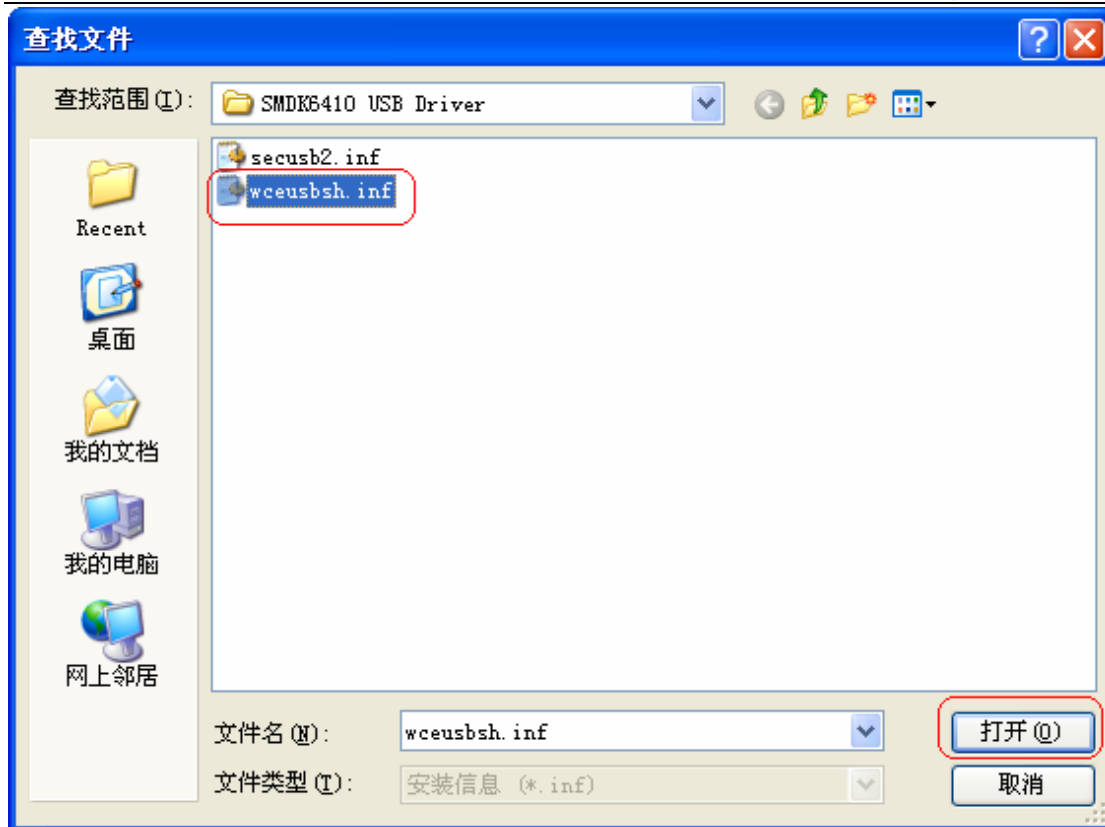 查找文件
查找范围(I): SMDK6410 USB Driver
secusb2.inf
wceusbsh.inf
Recent
桌面
我的文档
我的电脑
网上邻居
文件名(N): wceusbsh.inf 打开(O)
文件类型(T): 安装信息 (*.inf) 取消